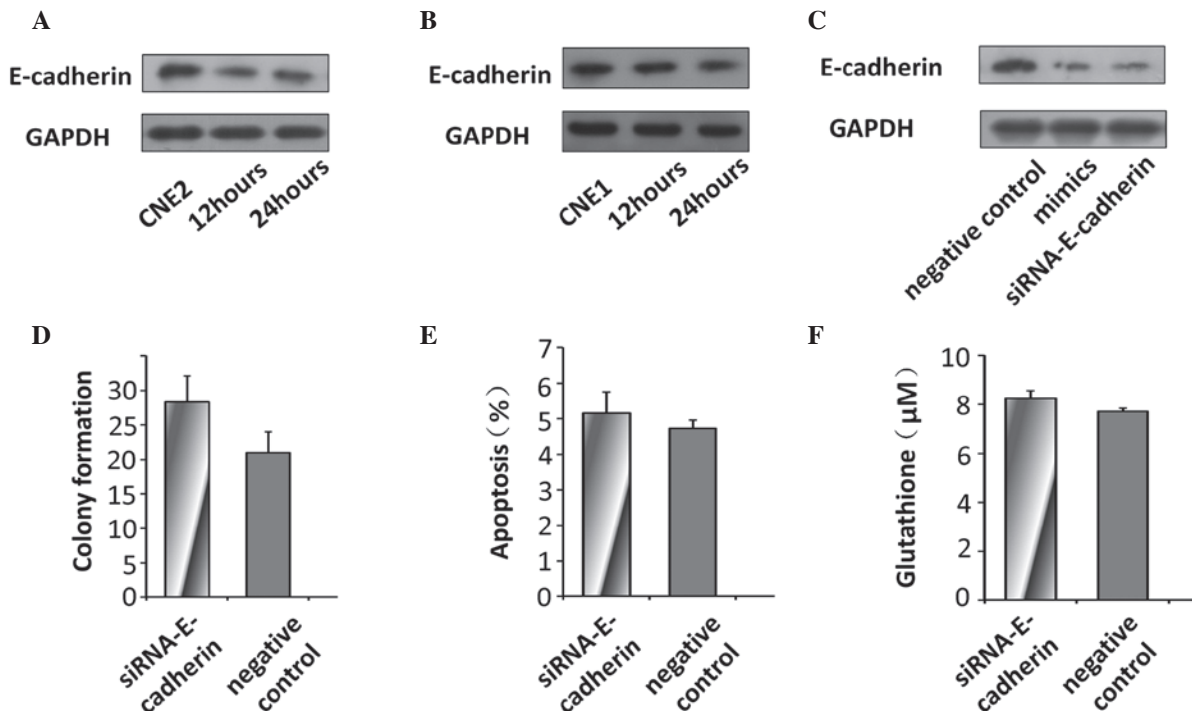 A
E-cadherin
GAPDH
CNE2
12hours
24hours
B
E-cadherin
GAPDH
CNE1
12hours
24hours
C
E-cadherin
GAPDH
negative control
mimics
siRNA-E-cadherin
D
Colony formation
30
25
20
15
10
5
0
siRNA-E-
cadherin
negative
control
E
Apoptosis（%）
7
6
5
4
3
2
1
0
siRNA-E-
cadherin
negative
control
F
Glutathione（μM）
10
8
6
4
2
0
siRNA-E-
cadherin
negative
control